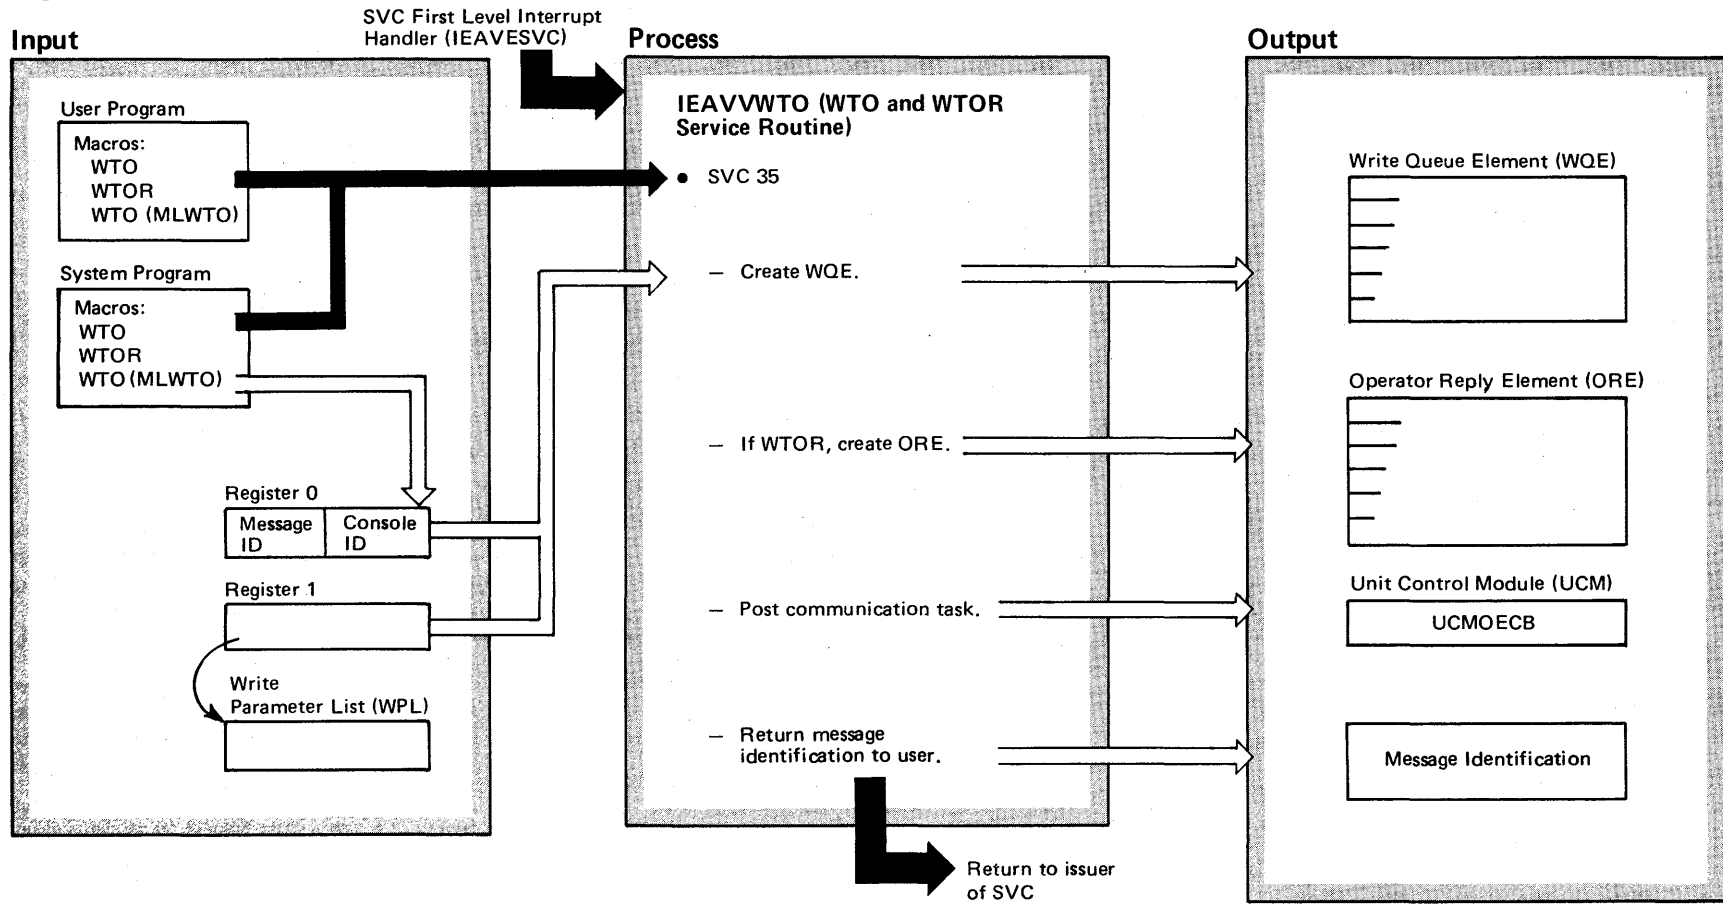 SVC First Level Interrupt
Handler (IEAVESVC)
Input
User Program
Macros:
WTO
WTOR
WTO (MLWTO)
System Program
Macros:
WTO
WTOR
WTO (MLWTO)
Register 0
Message
ID
Console
ID
Register 1
Write
Parameter List (WPL)
Process
IEAVVWTO (WTO and WTOR
Service Routine)
• SVC 35
– Create WQE.
– If WTOR, create ORE.
– Post communication task.
– Return message
identification to user.
Return to issuer
of SVC
Output
Write Queue Element (WQE)
Operator Reply Element (ORE)
Unit Control Module (UCM)
UCMOECB
Message Identification